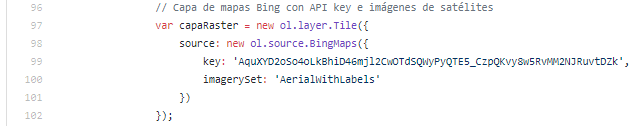 96 // Capa de mapas Bing con API key e imágenes de satélites
97 var capaRaster = new ol.layer.Tile({
98 source: new ol.source.BingMaps({
99 key: 'AquXYD2oSo4oLkBhiD46mjl2CwOTdSQWyPyQTE5_CzpQKvy8w5RvMM2NJRuvtDZk',
100 imagerySet: 'AerialWithLabels'
101 })
102 });